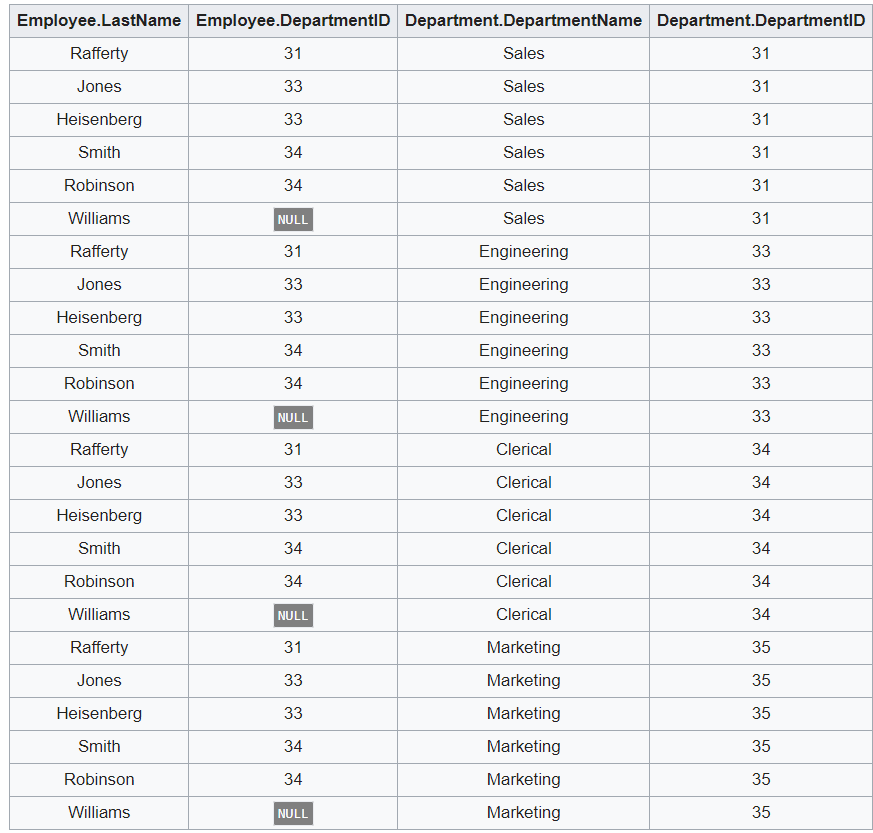 Employee.LastName Employee.DepartmentID Department.DepartmentName Department.DepartmentID
Rafferty 31 Sales 31
Jones 33 Sales 31
Heisenberg 33 Sales 31
Smith 34 Sales 31
Robinson 34 Sales 31
Williams NULL Sales 31
Rafferty 31 Engineering 33
Jones 33 Engineering 33
Heisenberg 33 Engineering 33
Smith 34 Engineering 33
Robinson 34 Engineering 33
Williams NULL Engineering 33
Rafferty 31 Clerical 34
Jones 33 Clerical 34
Heisenberg 33 Clerical 34
Smith 34 Clerical 34
Robinson 34 Clerical 34
Williams NULL Clerical 34
Rafferty 31 Marketing 35
Jones 33 Marketing 35
Heisenberg 33 Marketing 35
Smith 34 Marketing 35
Robinson 34 Marketing 35
Williams NULL Marketing 35